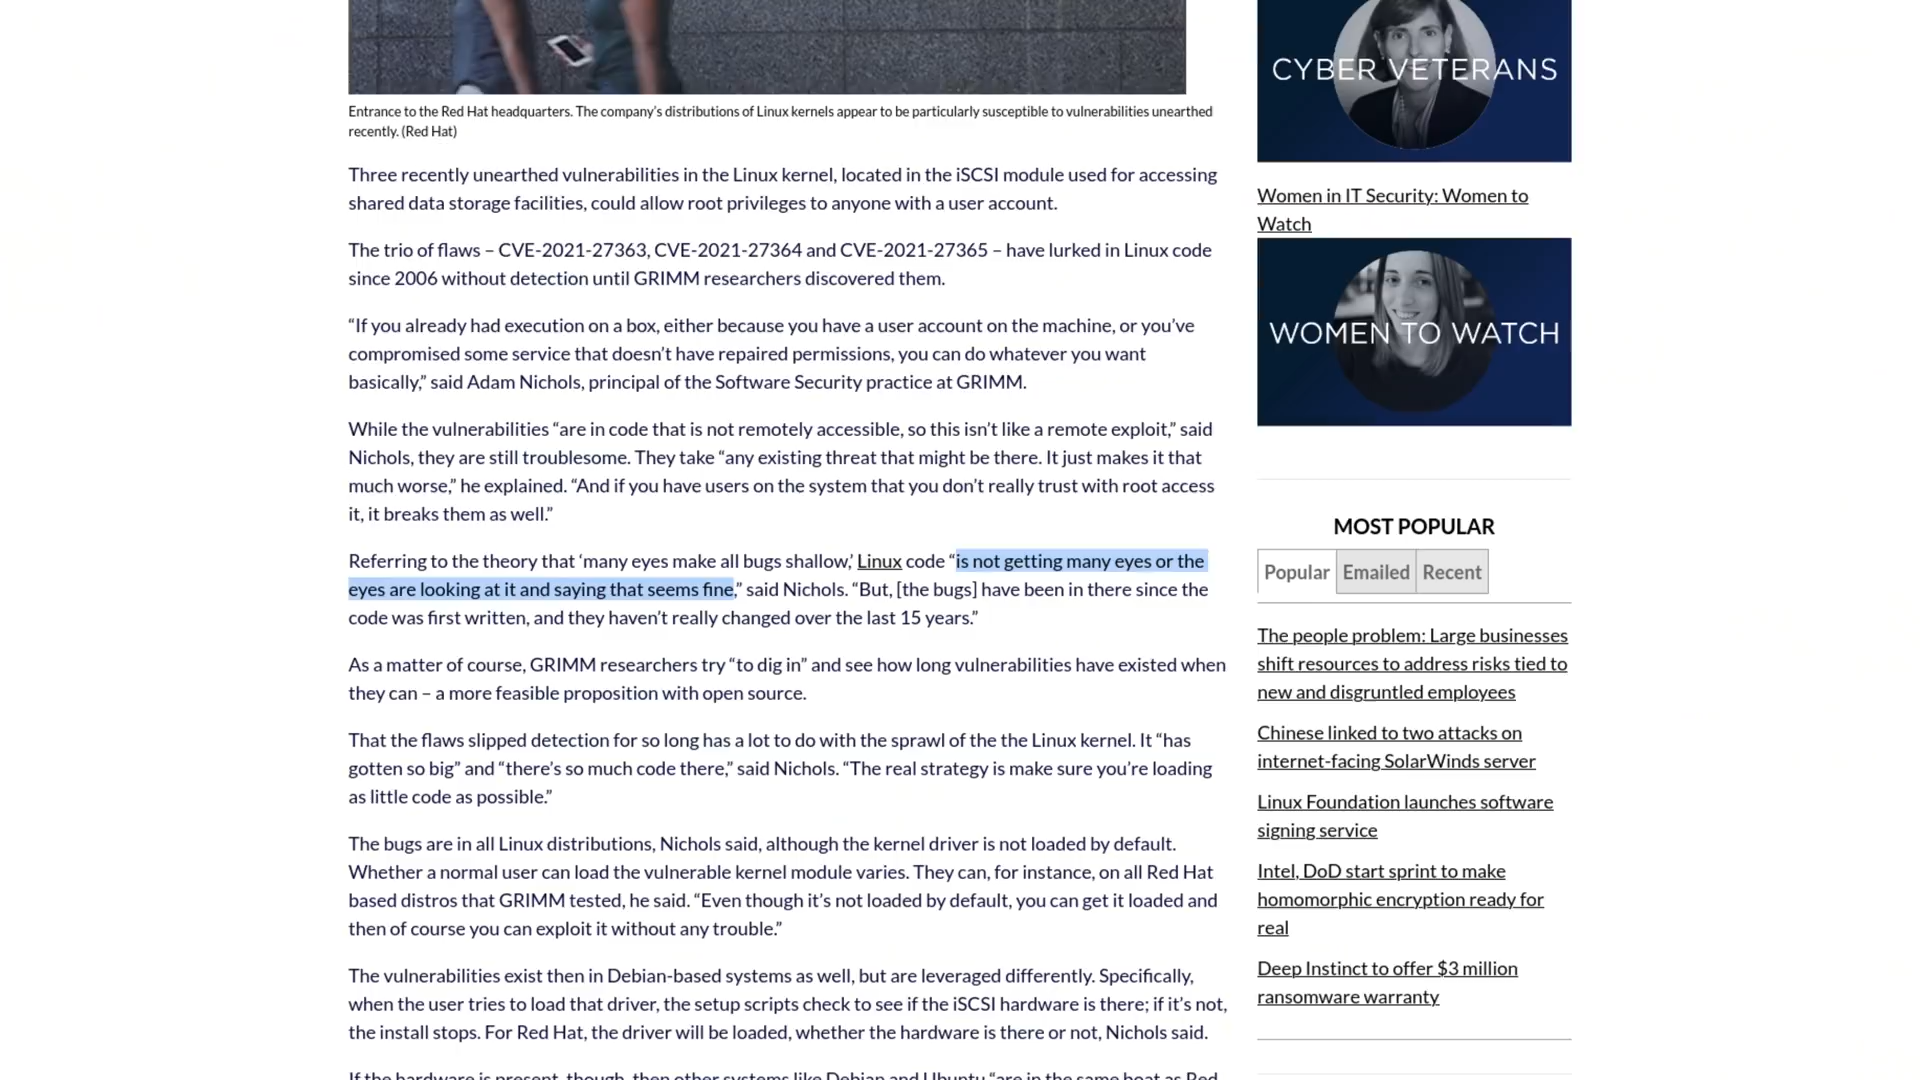 Entrance to the Red Hat headquarters. The company's distributions of Linux kernels appear to be particularly susceptible to vulnerabilities unearthed
recently. (Red Hat)
Three recently unearthed vulnerabilities in the Linux kernel, located in the iSCSI module used for accessing
shared data storage facilities, could allow root privileges to anyone with a user account.
The trio of flaws – CVE-2021-27363, CVE-2021-27364 and CVE-2021-27365 – have lurked in Linux code
since 2006 without detection until GRIMM researchers discovered them.
“If you already had execution on a box, either because you have a user account on the machine, or you’ve
compromised some service that doesn’t have repaired permissions, you can do whatever you want
basically,” said Adam Nichols, principal of the Software Security practice at GRIMM.
While the vulnerabilities “are in code that is not remotely accessible, so this isn’t like a remote exploit,” said
Nichols, they are still troublesome. They take “any existing threat that might be there. It just makes it that
much worse,” he explained. “And if you have users on the system that you don’t really trust with root access
it, it breaks them as well.”
Referring to the theory that ‘many eyes make all bugs shallow,’ Linux code “is not getting many eyes or the
eyes are looking at it and saying that seems fine,” said Nichols. “But, [the bugs] have been in there since the
code was first written, and they haven’t really changed over the last 15 years.”
As a matter of course, GRIMM researchers try “to dig in” and see how long vulnerabilities have existed when
they can – a more feasible proposition with open source.
That the flaws slipped detection for so long has a lot to do with the sprawl of the the Linux kernel. It “has
gotten so big” and “there’s so much code there,” said Nichols. “The real strategy is make sure you’re loading
as little code as possible.”
The bugs are in all Linux distributions, Nichols said, although the kernel driver is not loaded by default.
Whether a normal user can load the vulnerable kernel module varies. They can, for instance, on all Red Hat
based distros that GRIMM tested, he said. “Even though it’s not loaded by default, you can get it loaded and
then of course you can exploit it without any trouble.”
The vulnerabilities exist then in Debian-based systems as well, but are leveraged differently. Specifically,
when the user tries to load that driver, the setup scripts check to see if the iSCSI hardware is there; if it’s not,
the install stops. For Red Hat, the driver will be loaded, whether the hardware is there or not, Nichols said.
If the hardware is present, though, then other systems like Debian and Ubuntu “are in the same boat as Red
CYBER VETERANS
Women in IT Security: Women to
Watch
WOMEN TO WATCH
MOST POPULAR
Popular
Emailed
Recent
The people problem: Large businesses
shift resources to address risks tied to
new and disgruntled employees
Chinese linked to two attacks on
internet-facing SolarWinds server
Linux Foundation launches software
signing service
Intel, DoD start sprint to make
homomorphic encryption ready for
real
Deep Instinct to offer $3 million
ransomware warranty